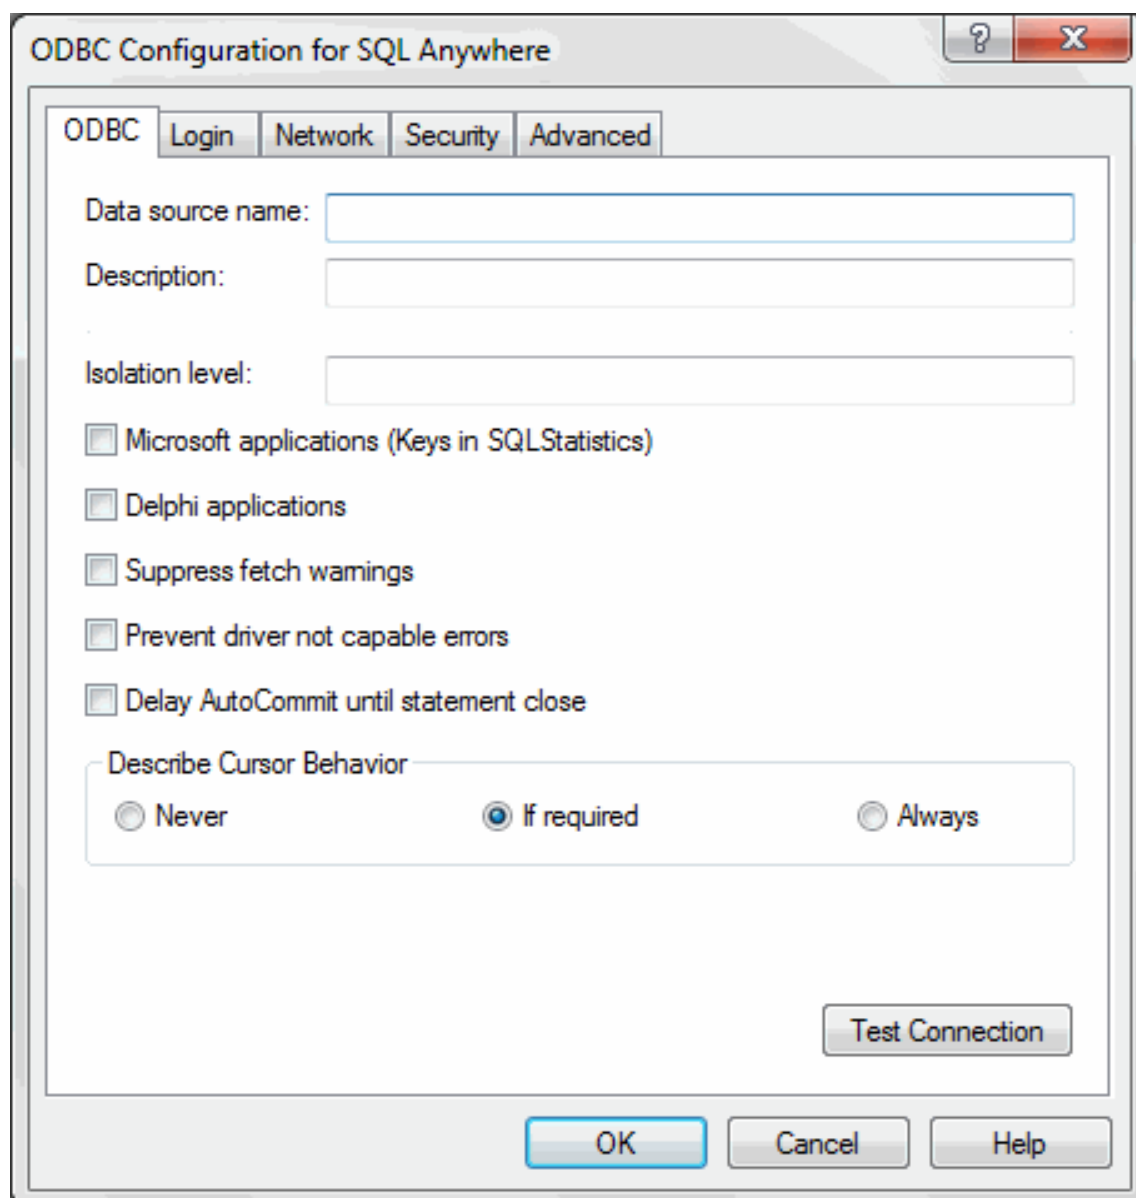 ODBC Configuration for SQL Anywhere
?
X
ODBC Login Network Security Advanced
Data source name:
Description:
Isolation level:
Microsoft applications (Keys in SQLStatistics)
Delphi applications
Suppress fetch warnings
Prevent driver not capable errors
Delay AutoCommit until statement close
Describe Cursor Behavior
Never If required Always
Test Connection
OK Cancel Help